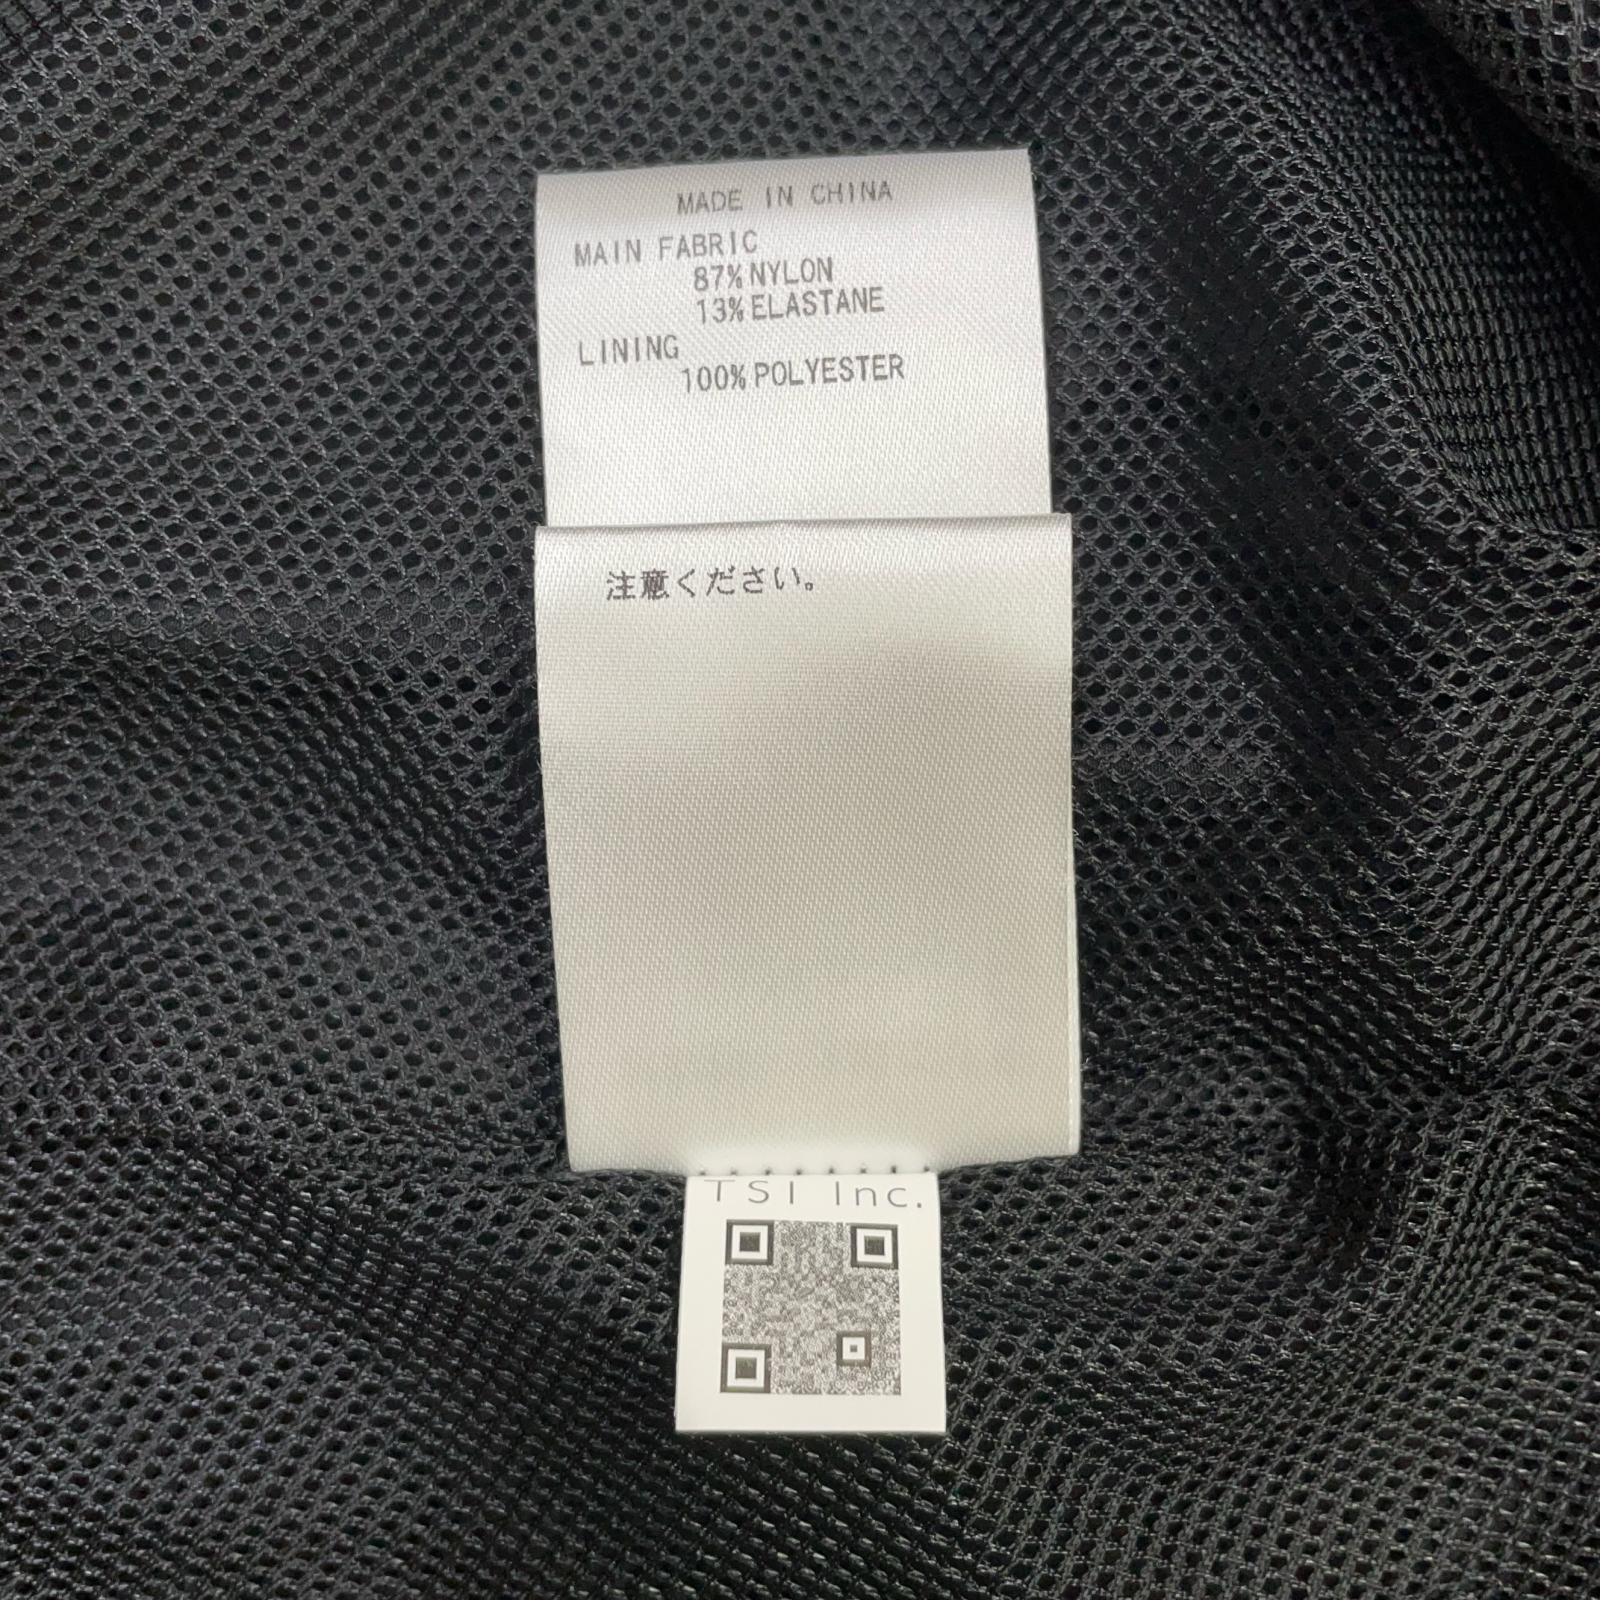 MADE IN CHINA
MAIN FABRIC
87% NYLON
13% ELASTANE
LINING
100% POLYESTER
注意ください。
TSI Inc.